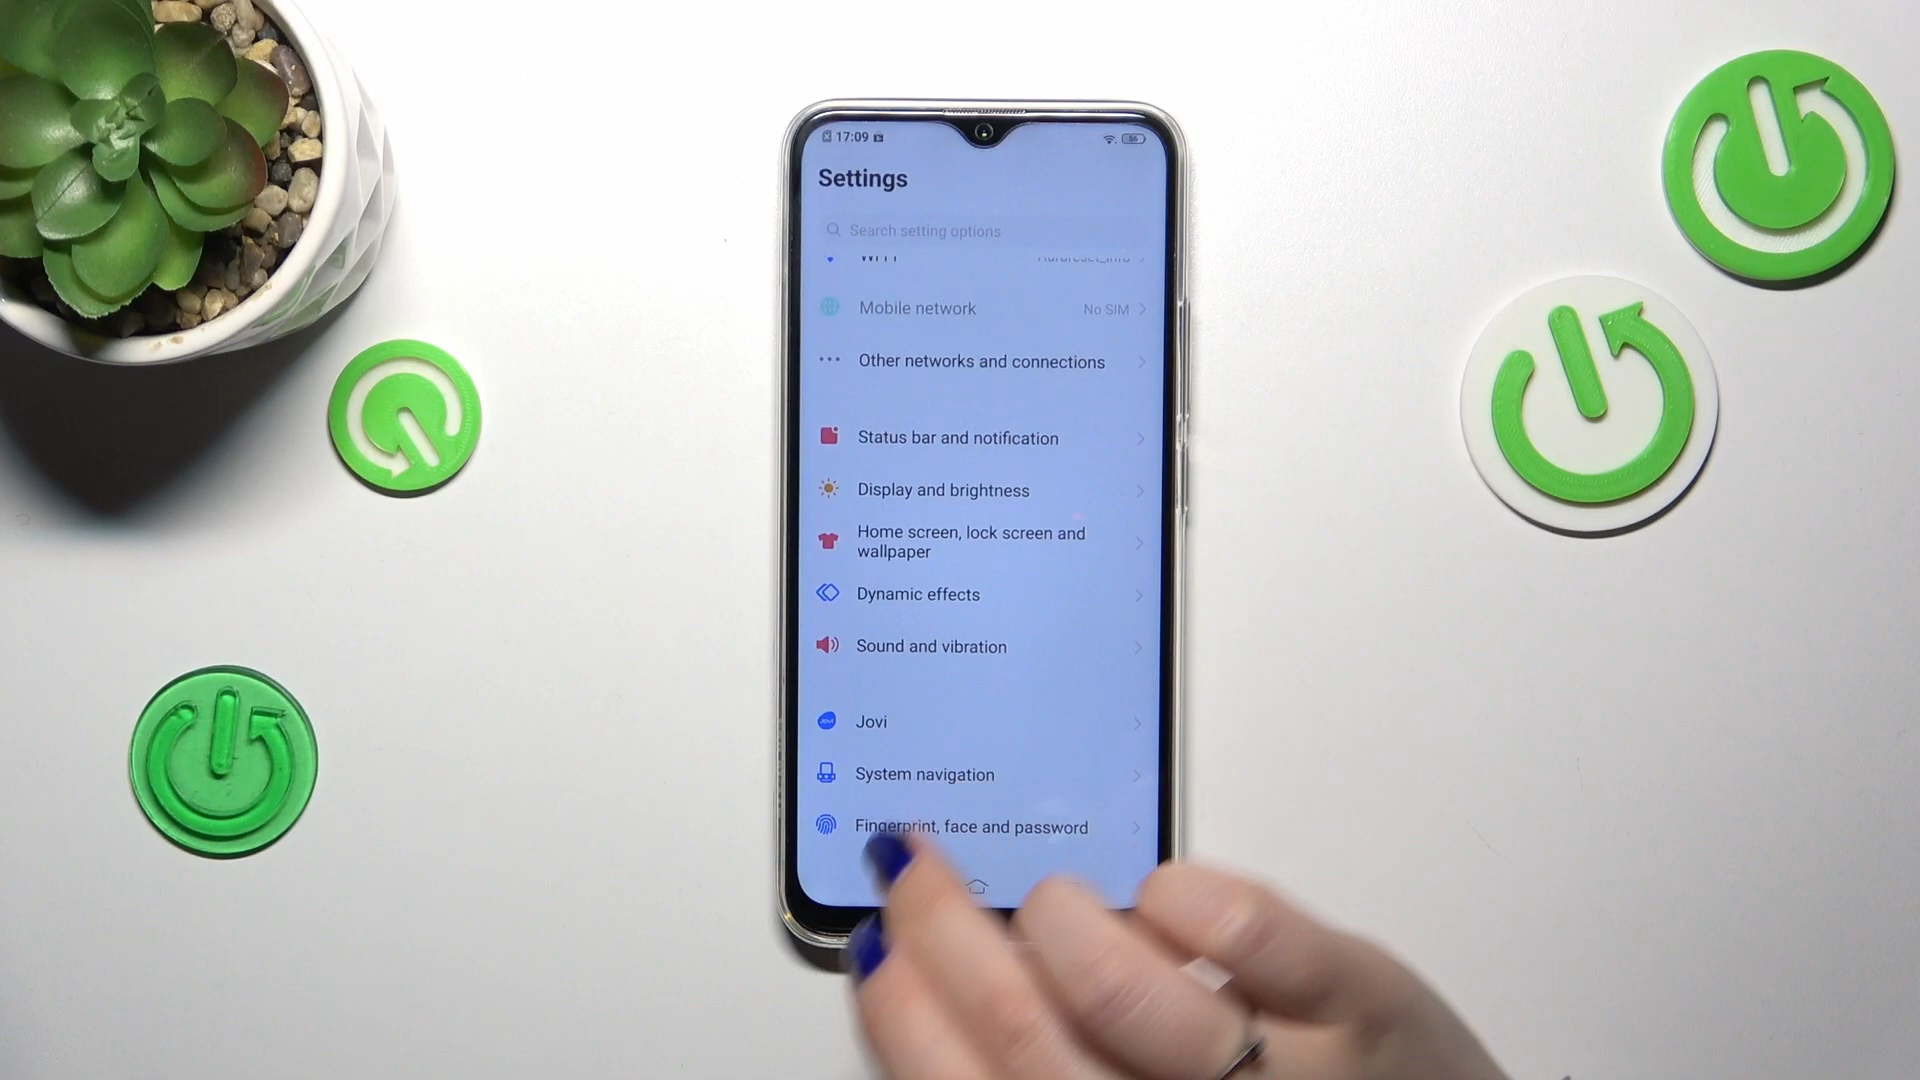 17:09
56
Settings
Search setting options
Mobile network No SIM
Other networks and connections
Status bar and notification
Display and brightness
Home screen, lock screen and
wallpaper
Dynamic effects
Sound and vibration
Jovi
System navigation
Fingerprint, face and password